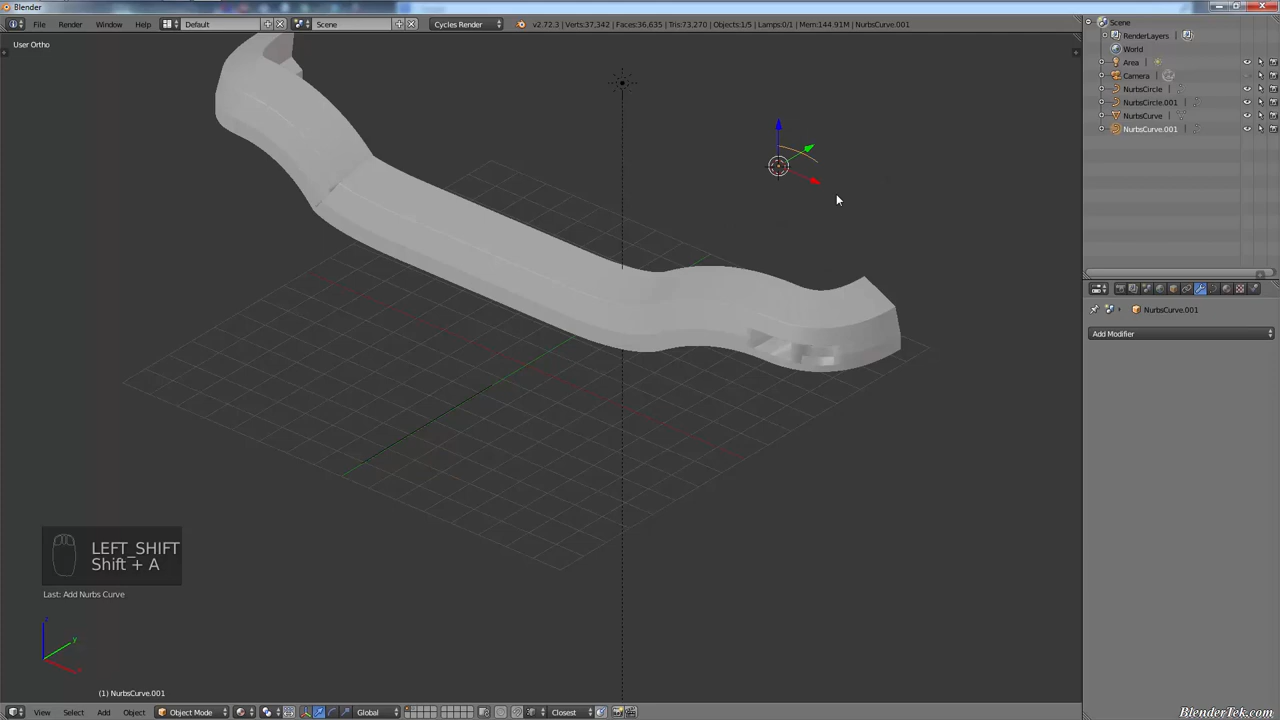 Blender
File Render Window Help Default Scene Cycles Render v2.72.3 | Verts:37,342 | Faces:36,635 | Tris:73,270 | Objects:1/5 | Lamps:0/1 | Mem:144.91M | NurbsCurve.001
User Ortho
Scene
RenderLayers
World
Area
Camera
NurbsCircle
NurbsCircle.001
NurbsCurve
NurbsCurve.001
NurbsCurve.001
Add Modifier
LEFT_SHIFT
Shift + A
Last: Add Nurbs Curve
z
y
x
(1) NurbsCurve.001
View Select Add Object Object Mode Global Closest
BlenderTek.com